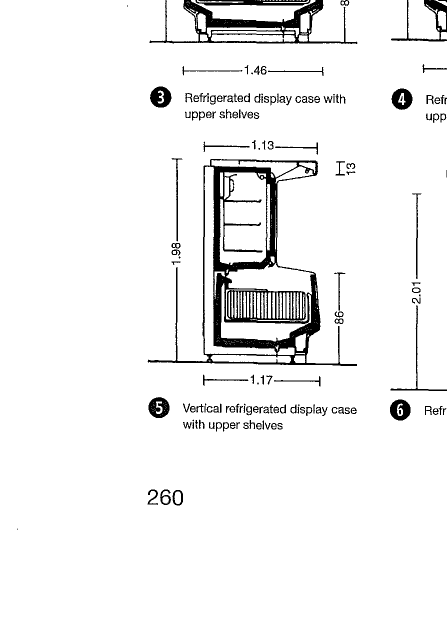 8
1.46
3 Refrigerated display case with
upper shelves
4 Refr
upp
1.13
13
1.98
86
1.17
2.01
5 Vertical refrigerated display case
with upper shelves
6 Refr
260